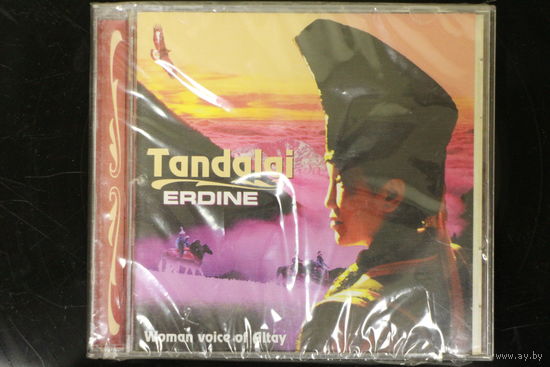 Tandalai
ERDINE
Woman voice of Altay
www.ay.by